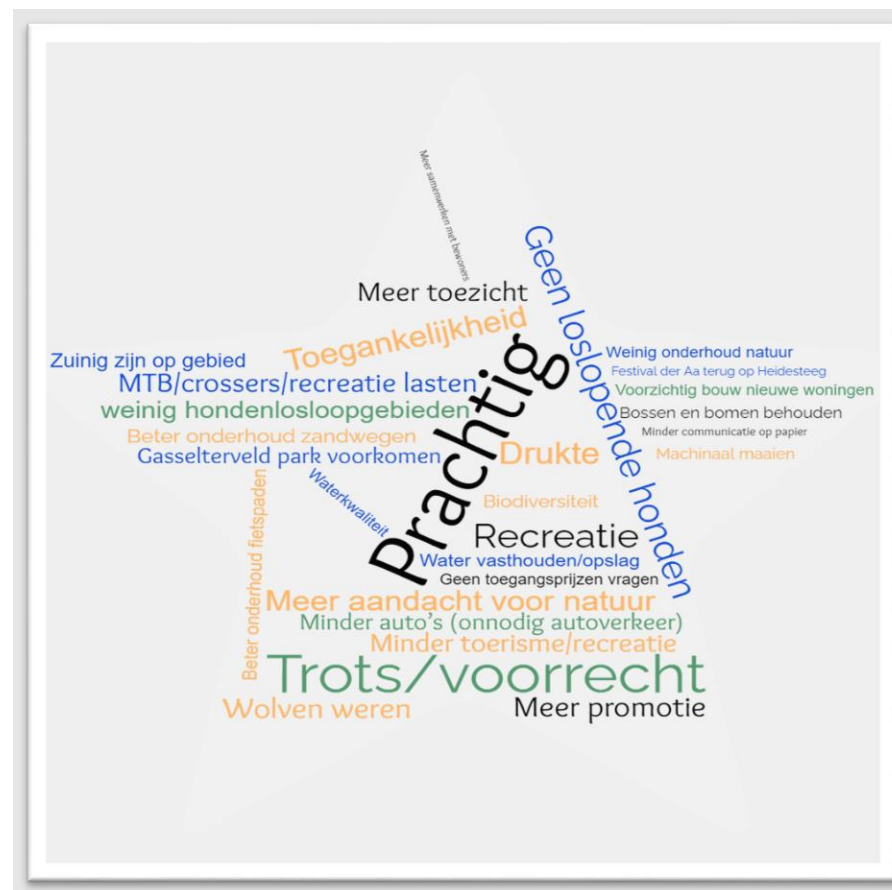 Meer samenwerken met bewoners
Meer toezicht
Geen loslopende honden
Toegankelijkheid
Prachtig
Zuinig zijn op gebied
MTB/crossers/recreatie lasten
weinig hondenlosloopgebieden
Beter onderhoud zandwegen
Gasselterveld park voorkomen
Weinig onderhoud natuur
Festival der Aa terug op Heidesteeg
Voorzichtig bouw nieuwe woningen
Bossen en bomen behouden
Minder communicatie op papier
Machinaal maaien
Drukte
Waterkwaliteit
Beter onderhoud fietspaden
Biodiversiteit
Recreatie
Water vasthouden/opslag
Geen toegangsprijzen vragen
Meer aandacht voor natuur
Minder auto's (onnodig autoverkeer)
Minder toerisme/recreatie
Trots/voorrecht
Wolven weren
Meer promotie